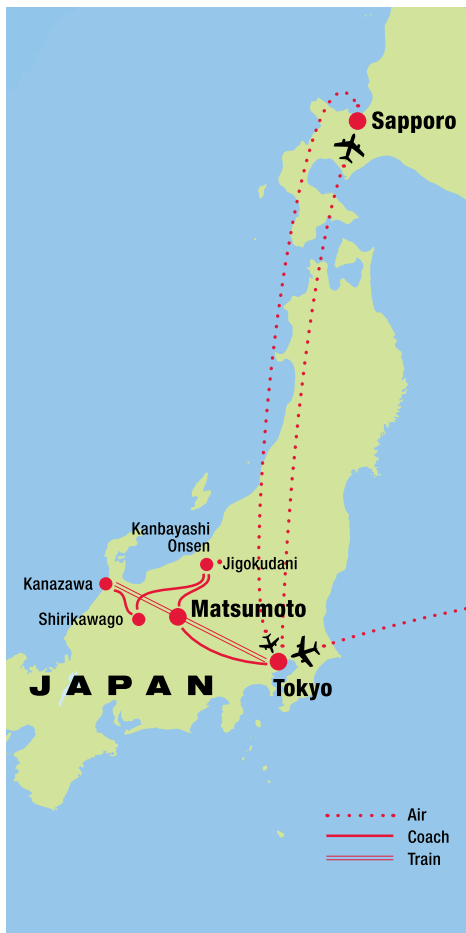 Sapporo
Kanbayashi
Onsen
Jigokudani
Kanazawa
Matsumoto
Shirikawago
JAPAN
Tokyo
Air
Coach
Train